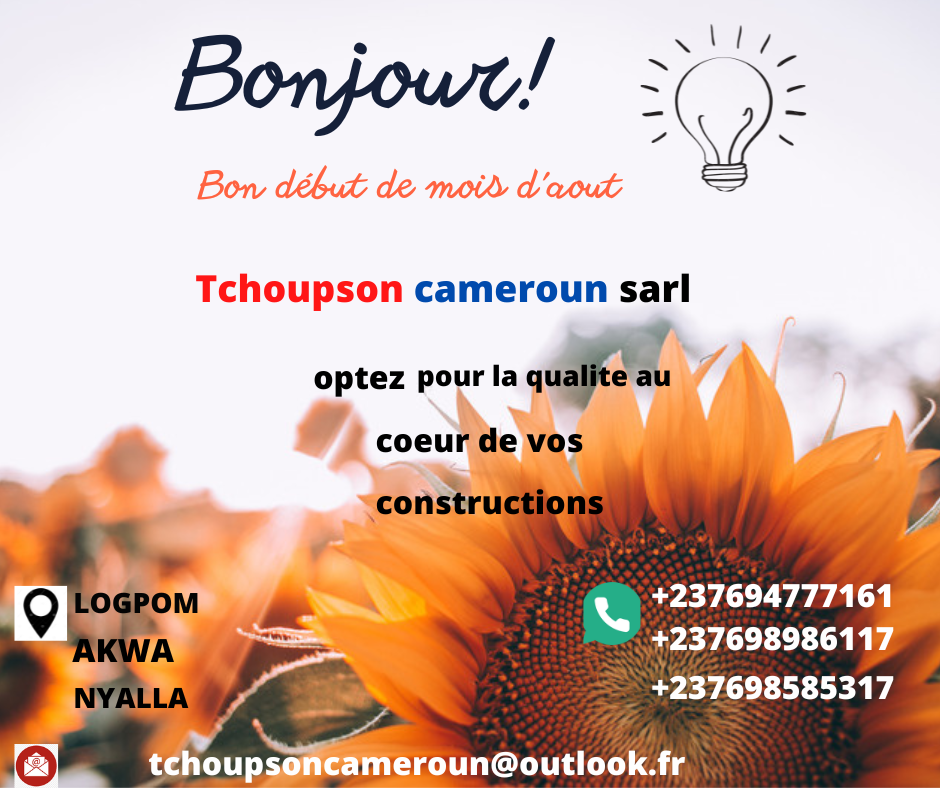 Bonjour!
Bon début de mois d'aout
Tchoupson cameroun sarl
optez pour la qualite au
coeur de vos
constructions
LOGPOM
AKWA
NYALLA
+237694777161
+237698986117
+237698585317
tchoupsoncameroun@outlook.fr